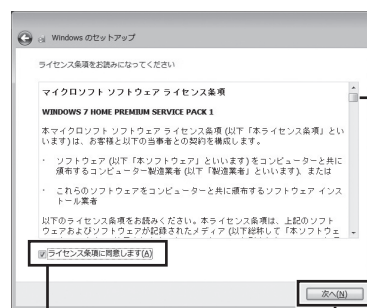 Windows のセットアップ
ライセンス条項をお読みになってください
マイクロソフト ソフトウェア ライセンス条項
WINDOWS 7 HOME PREMIUM SERVICE PACK 1
本マイクロソフト ソフトウェア ライセンス条項 (以下「本ライセンス条項」とい
います) は、お客様と以下の当事者との契約を構成します。
・ ソフトウェア (以下「本ソフトウェア」といいます) をコンピューターと共に
頒布するコンピューター製造業者 (以下「製造業者」といいます)、または
・ これらのソフトウェアをコンピューターと共に頒布するソフトウェア インス
トール業者
以下のライセンス条項をお読みください。本ライセンス条項は、上記のソフト
ウェアおよびソフトウェアが記録されたメディア (以下総称して「本ソフトウェ
ライセンス条項に同意します(A)
次へ(N)